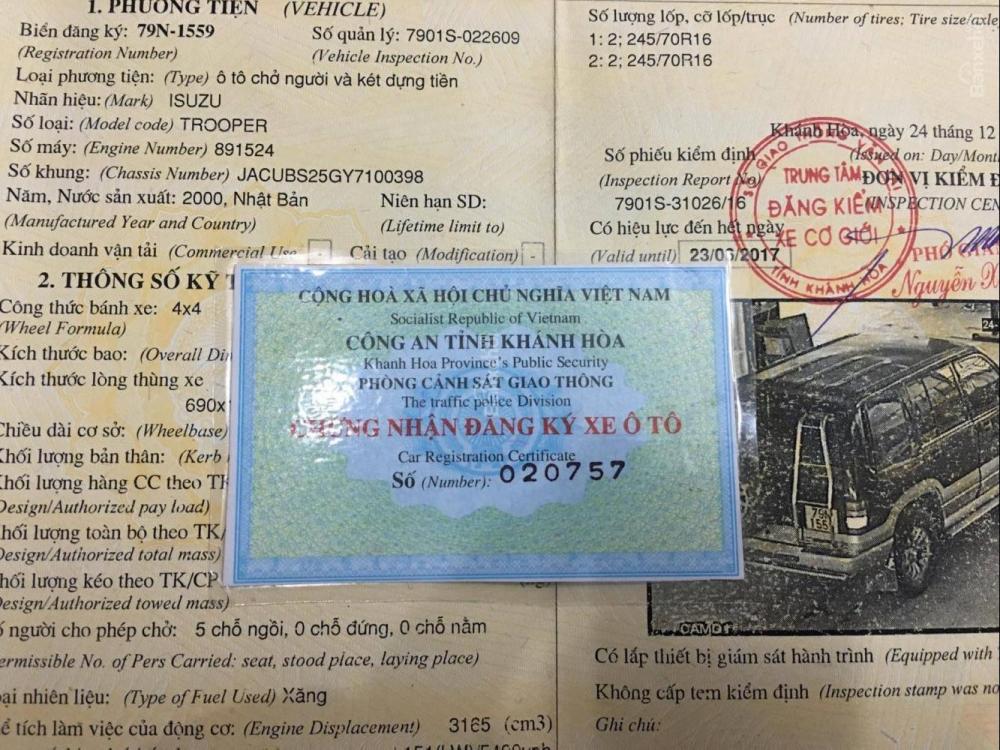 1. PHƯƠNG TIỆN (VEHICLE)
Biển đăng ký: 79N-1559
Số quản lý: 7901S-022609
(Registration Number)
(Vehicle Inspection No.)
Loại phương tiện: (Type) ô tô chở người và két dựng tiền
Nhãn hiệu: (Mark) ISUZU
Số loại: (Model code) TROOPER
Số máy: (Engine Number) 891524
Số khung: (Chassis Number) JACUBS25GY7100398
Năm, Nước sản xuất: 2000, Nhật Bản
Niên hạn SD:
(Manufactured Year and Country)
(Lifetime limit to)
Kinh doanh vận tải (Commercial Use -
Cải tạo (Modification) -
2. THÔNG SỐ KỸ
Công thức bánh xe: 4x4
(Wheel Formula)
Kích thước bao: (Overall Dim
Kích thước lòng thùng xe
690x
Chiều dài cơ sở: (Wheelbase)
Khối lượng bản thân: (Kerb
Khối lượng hàng CC theo TK
Design/Authorized pay load)
hối lượng toàn bộ theo TK/
Design/Authorized total mass)
hối lượng kéo theo TK/CP
Design/Authorized towed mass)
ố người cho phép chở: 5 chỗ ngồi, 0 chỗ đứng, 0 chỗ nằm
ermissible No. of Pers Carried: seat, stood place, laying place)
oại nhiên liệu: (Type of Fuel Used) Xăng
ể tích làm việc của động cơ: (Engine Displacement) 3165 (cm3)
CỘNG HOÀ XÃ HỘI CHỦ NGHĨA VIỆT NAM
Socialist Republic of Vietnam
CÔNG AN TỈNH KHÁNH HÒA
Khanh Hoa Province's Public Security
PHÒNG CẢNH SÁT GIAO THÔNG
The traffic police Division
CHỨNG NHẬN ĐĂNG KÝ XE Ô TÔ
Car Registration Certificate
Số (Number): 020757
Số lượng lốp, cỡ lốp/trục (Number of tires; Tire size/axle
1: 2; 245/70R16
2: 2; 245/70R16
Khánh Hòa, ngày 24 tháng 12
(Issued on: Day/Month
Số phiếu kiểm định
ĐƠN VỊ KIỂM Đ
(Inspection Report No)
(INSPECTION CEN
7901S-31026/16
Có hiệu lực đến hết ngày
(Valid until) 23/03/2017
TRUNG TÂM
ĐĂNG KIỂM
XE CƠ GIỚI
TỈNH KHÁNH HÒA
PHÓ GIÁ
Nguyễn
79N
155
CAM01
Có lắp thiết bị giám sát hành trình (Equipped with
Không cấp tem kiểm định (Inspection stamp was no
Ghi chú: